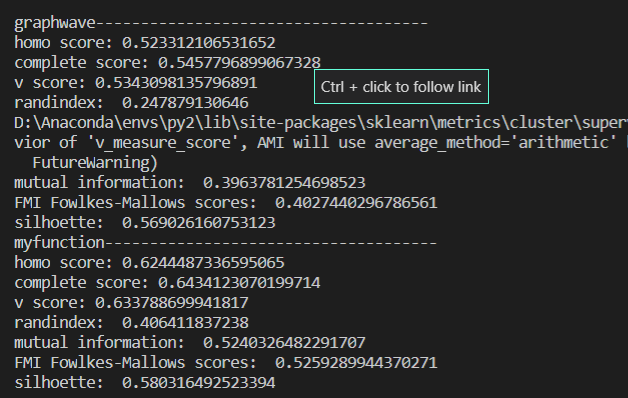 graphwave-----------------------------------
homo score: 0.523312106531652
complete score: 0.5457796899067328
v score: 0.5343098135796891
Ctrl + click to follow link
randindex:  0.247879130646
D:\Anaconda\envs\py2\lib\site-packages\sklearn\metrics\cluster\super
vior of 'v_measure_score', AMI will use average_method='arithmetic'
FutureWarning)
mutual information:  0.3963781254698523
FMI Fowlkes-Mallows scores:  0.4027440296786561
silhoette:  0.569026160753123
myfunction-----------------------------------
homo score: 0.6244487336595065
complete score: 0.6434123070199714
v score: 0.633788699941817
randindex:  0.406411837238
mutual information:  0.5240326482291707
FMI Fowlkes-Mallows scores:  0.5259289944370271
silhoette:  0.580316492523394